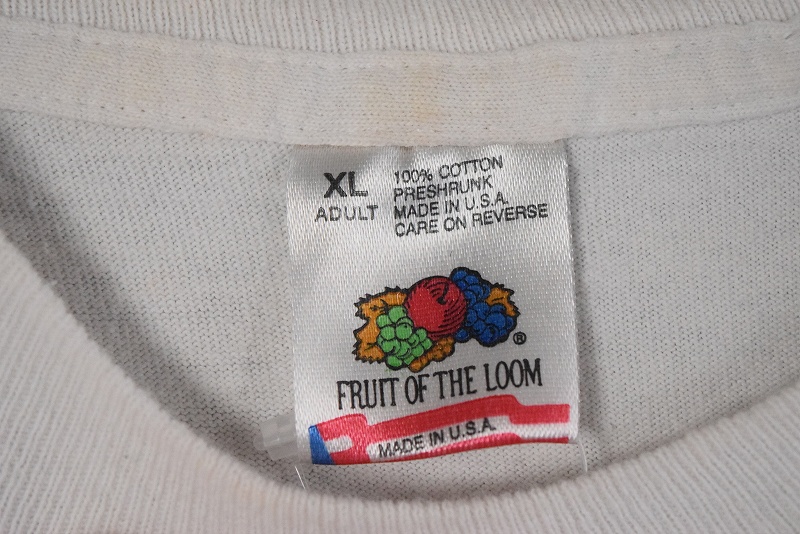 XL
ADULT
100% COTTON
PRESHRUNK
MADE IN U.S.A.
CARE ON REVERSE
®
FRUIT OF THE LOOM
MADE IN U.S.A.